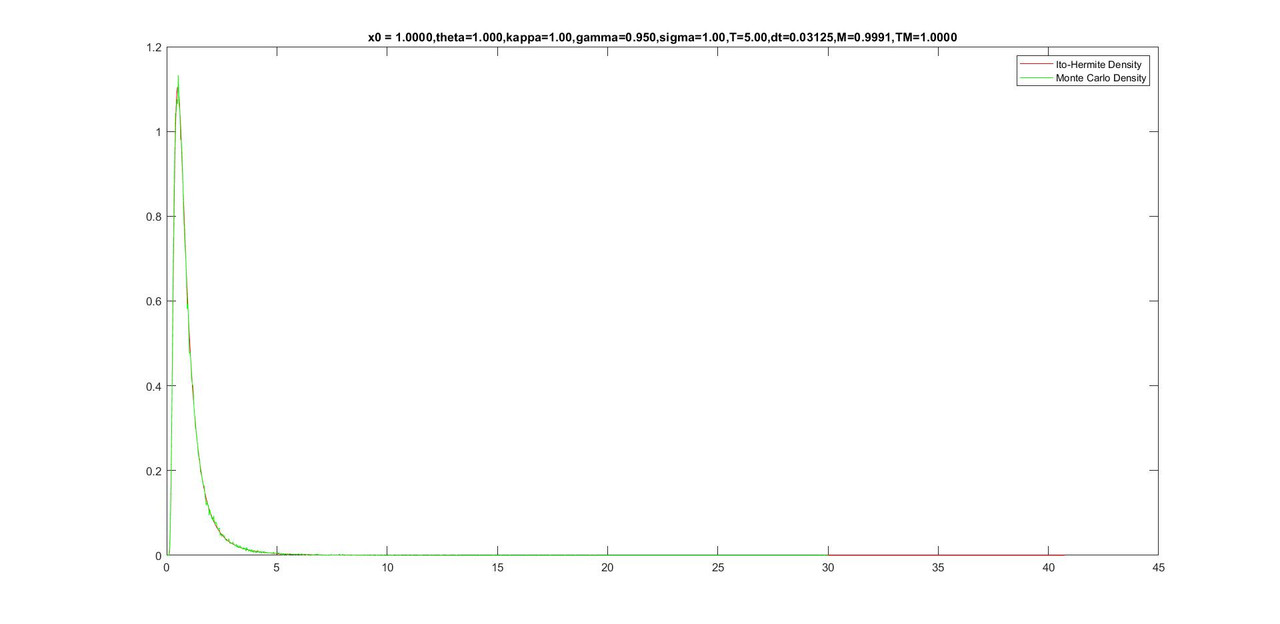 x0 = 1.0000,theta=1.000,kappa=1.00,gamma=0.950,sigma=1.00,T=5.00,dt=0.03125,M=0.9991,TM=1.0000
Ito-Hermite Density
Monte Carlo Density
1.2
1
0.8
0.6
0.4
0.2
0
0 5 10 15 20 25 30 35 40 45